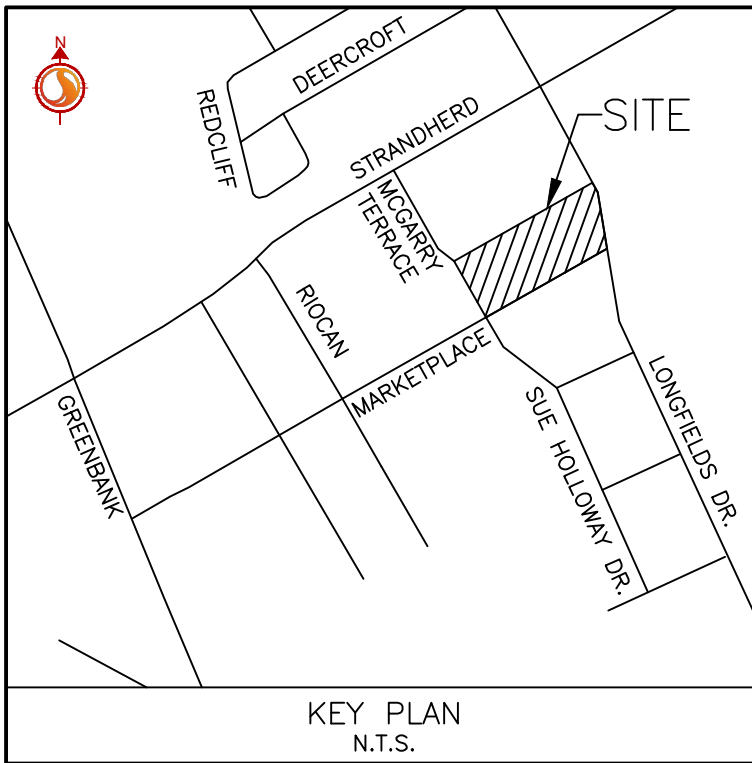 N
DEERCROFT
REDCLIFF
STRANDHERD
SITE
MCGARRY
TERRACE
RIOCAN
MARKETPLACE
GREENBANK
SUE HOLLOWAY DR.
LONGFIELDS DR.
KEY PLAN
N.T.S.